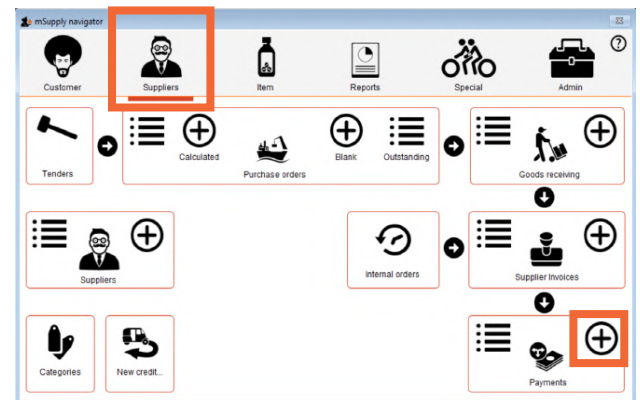 mSupply navigator
Customer
Suppliers
Item
Reports
Special
Admin
?
Tenders
Calculated
Blank
Outstanding
Purchase orders
Goods receiving
Suppliers
Internal orders
Supplier Invoices
Categories
New credit...
Payments